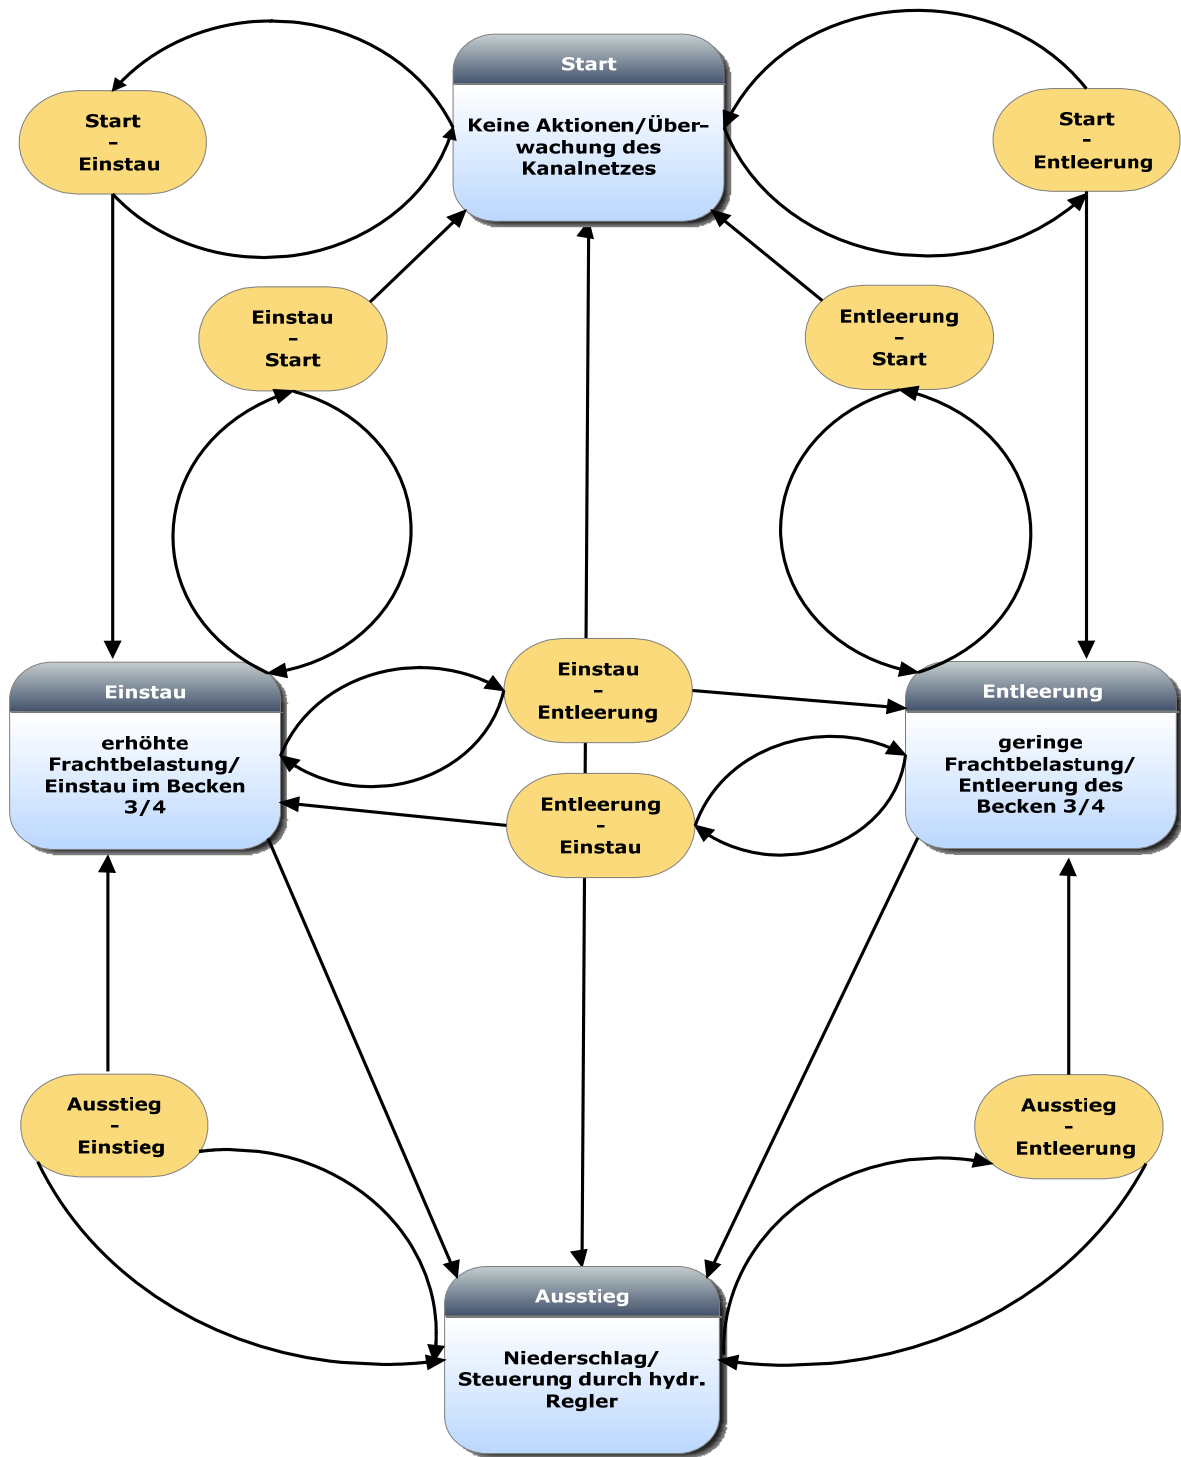 Start
Keine Aktionen/Über–
wachung des
Kanalnetzes
Start
–
Einstau
Start
–
Entleerung
Einstau
–
Start
Entleerung
–
Start
Einstau
–
Entleerung
Einstau
erhöhte
Frachtbelastung/
Einstau im Becken
3/4
Entleerung
geringe
Frachtbelastung/
Entleerung des
Becken 3/4
Entleerung
–
Einstau
Ausstieg
–
Einstieg
Ausstieg
–
Entleerung
Ausstieg
Niederschlag/
Steuerung durch hydr.
Regler